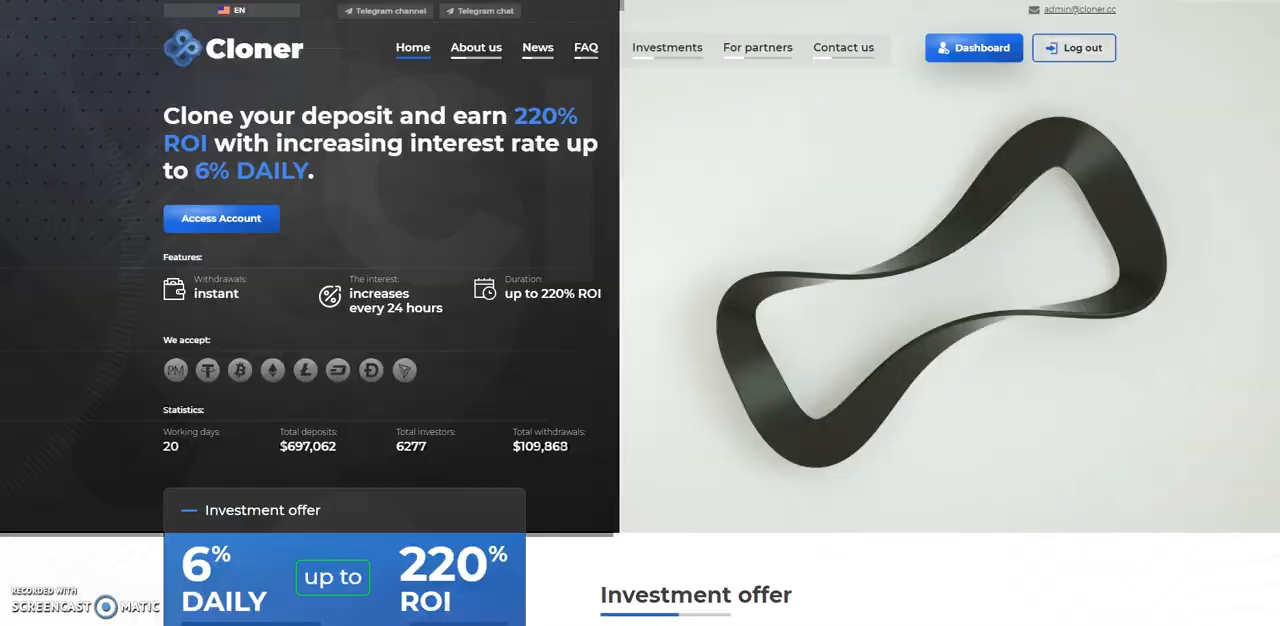 EN
Telegram channel
Telegram chat
admin@cloner.cc
Cloner
Home
About us
News
FAQ
Investments
For partners
Contact us
Dashboard
Log out
Clone your deposit and earn 220%
ROI with increasing interest rate up
to 6% DAILY.
Access Account
Features:
Withdrawals:
instant
The interest:
increases
every 24 hours
Duration:
up to 220% ROI
We accept:
PM
Statistics:
Working days:
20
Total deposits:
$697,062
Total investors:
6277
Total withdrawals:
$109,868
Investment offer
6%
DAILY
up to
220%
ROI
Investment offer
RECORDED WITH
SCREENCAST MATIC